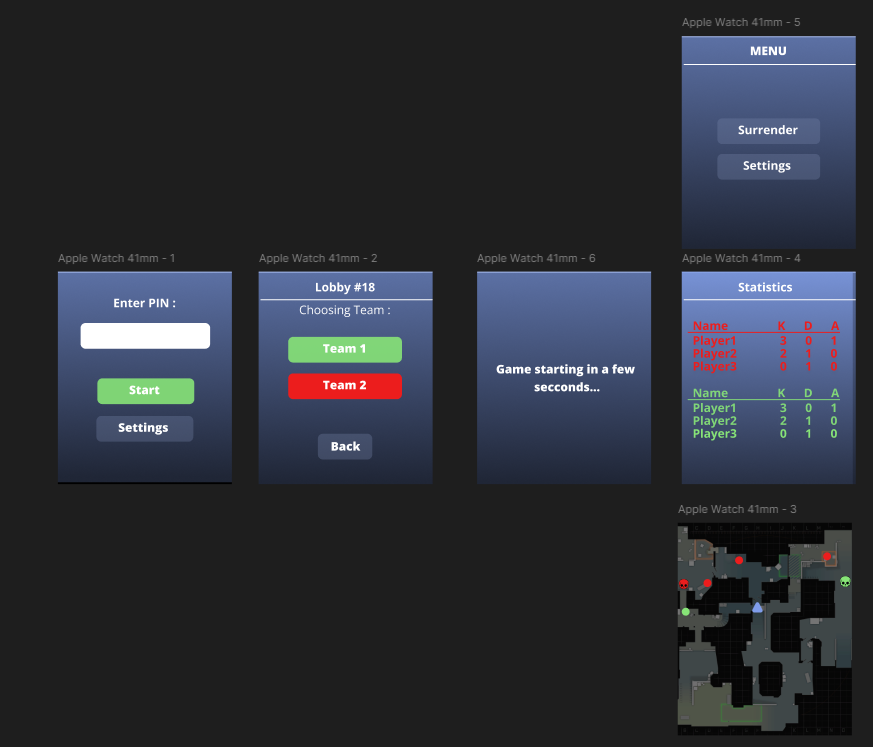 Apple Watch 41mm - 5
MENU
Surrender
Settings
Apple Watch 41mm - 1
Enter PIN :
Start
Settings
Apple Watch 41mm - 2
Lobby #18
Choosing Team :
Team 1
Team 2
Back
Apple Watch 41mm - 6
Game starting in a few
secconds...
Apple Watch 41mm - 4
Statistics
Name K D A
Player1 3 0 1
Player2 2 1 0
Player3 0 1 0
Name K D A
Player1 3 0 1
Player2 2 1 0
Player3 0 1 0
Apple Watch 41mm - 3